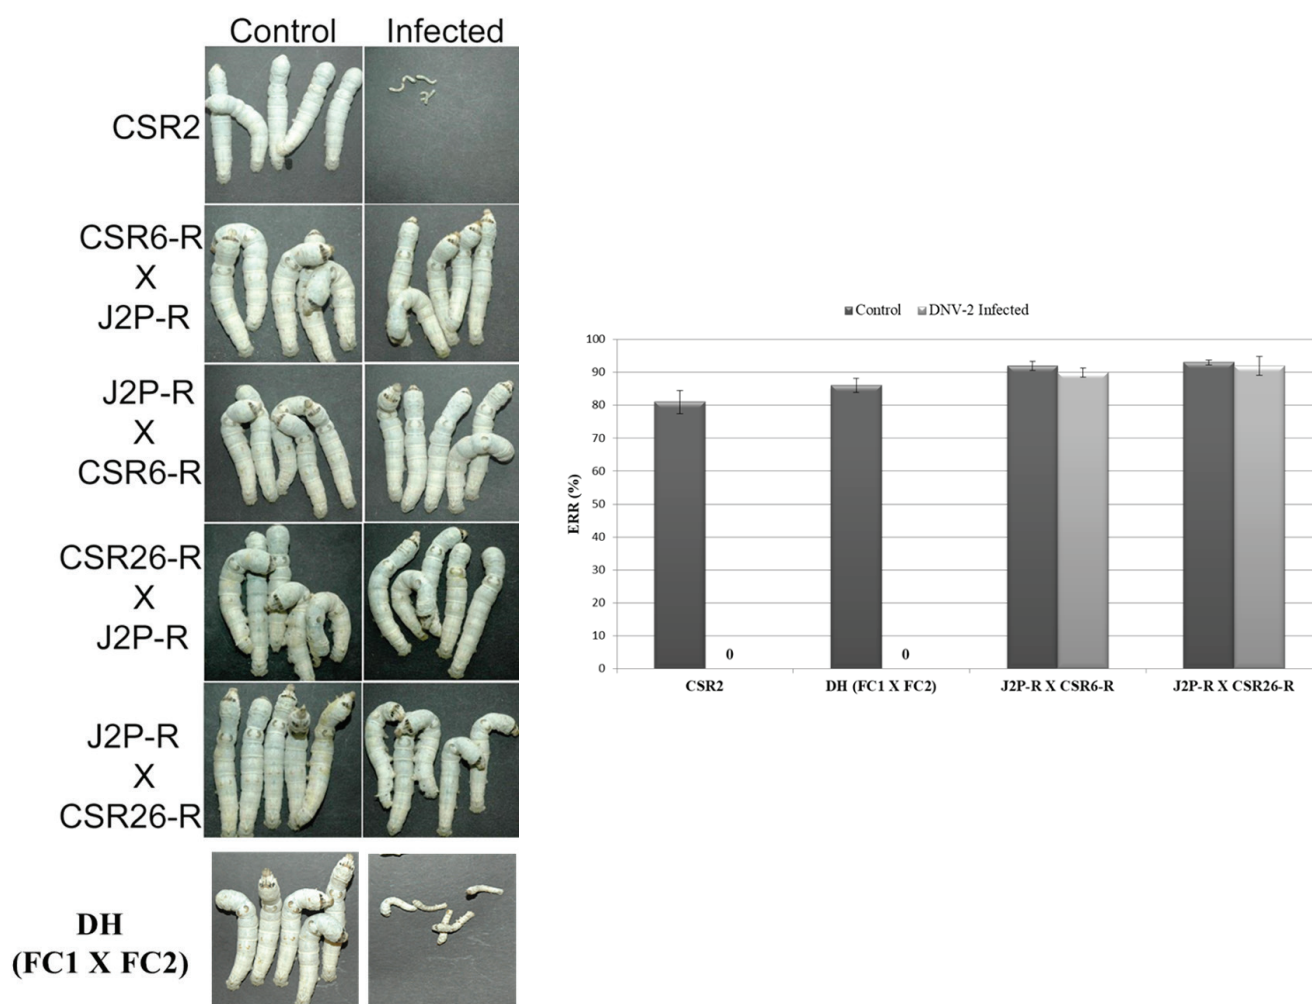 Control Infected
CSR2
CSR6-R
X
J2P-R
J2P-R
X
CSR6-R
CSR26-R
X
J2P-R
J2P-R
X
CSR26-R
DH
(FC1 X FC2)
Control DNV-2 Infected
ERR (%)
100
90
80
70
60
50
40
30
20
10
0
0 0
CSR2 DH (FC1 X FC2) J2P-R X CSR6-R J2P-R X CSR26-R